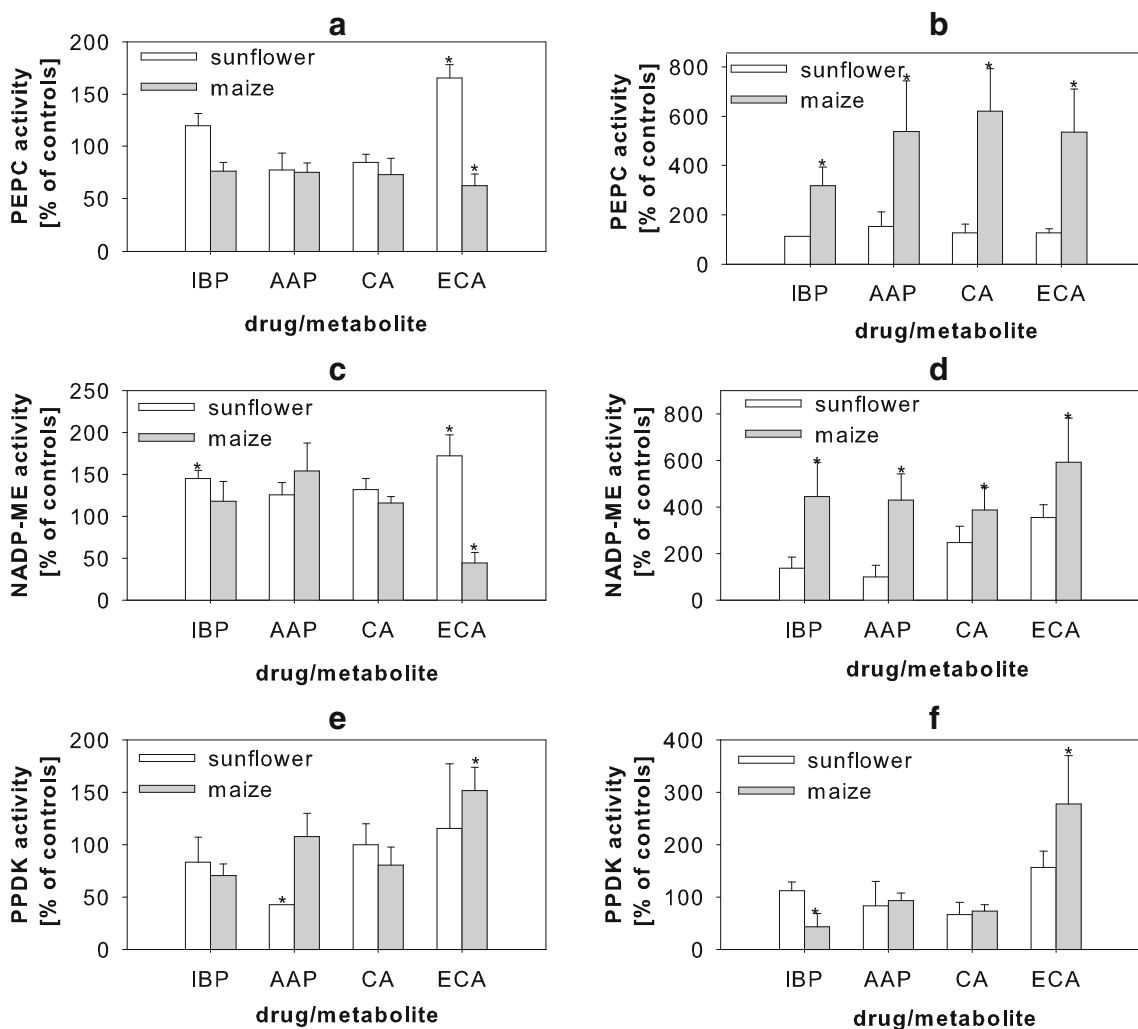 a
PEPC activity
[% of controls]
200
150
100
50
0
sunflower
maize
*
*
IBP AAP CA ECA
drug/metabolite
b
PEPC activity
[% of controls]
800
600
400
200
0
sunflower
maize
*
*
*
*
IBP AAP CA ECA
drug/metabolite
c
NADP-ME activity
[% of controls]
250
200
150
100
50
0
sunflower
maize
*
*
*
IBP AAP CA ECA
drug/metabolite
d
NADP-ME activity
[% of controls]
800
600
400
200
0
sunflower
maize
*
*
*
*
IBP AAP CA ECA
drug/metabolite
e
PPDK activity
[% of controls]
200
150
100
50
0
sunflower
maize
*
*
IBP AAP CA ECA
drug/metabolite
f
PPDK activity
[% of controls]
400
300
200
100
0
sunflower
maize
*
*
IBP AAP CA ECA
drug/metabolite